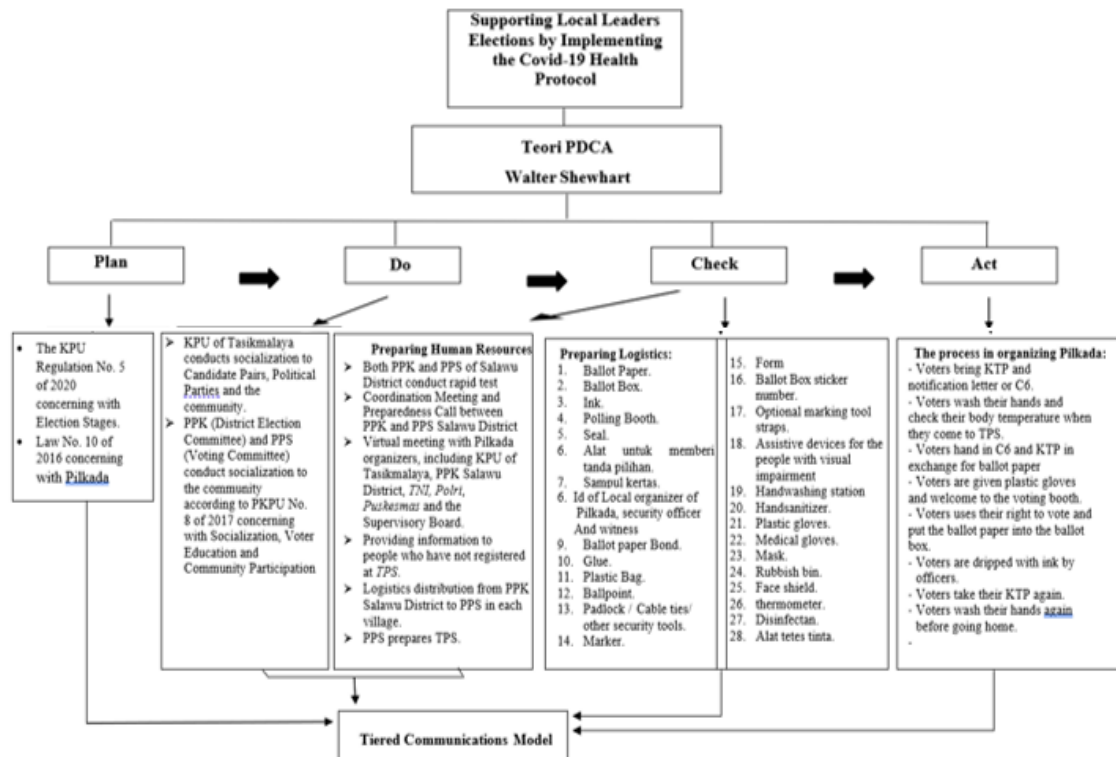 Supporting Local Leaders
Elections by Implementing
the Covid-19 Health
Protocol
Teori PDCA
Walter Shewhart
Plan
Do
Check
Act
• The KPU
Regulation No. 5
of 2020
concerning with
Election Stages.
• Law No. 10 of
2016 concerning
with Pilkada
➢ KPU of Tasikmalaya
conducts socialization to
Candidate Pairs, Political
Parties and the
community.
➢ PPK (District Election
Committee) and PPS
(Voting Committee)
conduct socialization to
the community
according to PKPU No.
8 of 2017 concerning
with Socialization, Voter
Education and
Community Participation
Preparing Human Resources
➢ Both PPK and PPS of Salawu
District conduct rapid test
➢ Coordination Meeting and
Preparedness Call between
PPK and PPS Salawu District
➢ Virtual meeting with Pilkada
organizers, including KPU of
Tasikmalaya, PPK Salawu
District, TNI, Polri,
Puskesmas and the
Supervisory Board.
➢ Providing information to
people who have not registered
at TPS.
➢ Logistics distribution from PPK
Salawu District to PPS in each
village.
➢ PPS prepares TPS.
Preparing Logistics:
1. Ballot Paper.
2. Ballot Box.
3. Ink.
4. Polling Booth.
5. Seal.
6. Alat untuk memberi
tanda pilihan.
7. Sampul kertas.
6. Id of Local organizer of
Pilkada, security officer
And witness
9. Ballot paper Bond.
10. Glue.
11. Plastic Bag.
12. Ballpoint.
13. Padlock / Cable ties/
other security tools.
14. Marker.
15. Form
16. Ballot Box sticker
number.
17. Optional marking tool
straps.
18. Assistive devices for the
people with visual
impairment
19. Handwashing station
20. Handsanitizer.
21. Plastic gloves.
22. Medical gloves.
23. Mask.
24. Rubbish bin.
25. Face shield.
26. thermometer.
27. Disinfectan.
28. Alat tetes tinta.
The process in organizing Pilkada:
- Voters bring KTP and
notification letter or C6.
- Voters wash their hands and
check their body temperature when
they come to TPS.
- Voters hand in C6 and KTP in
exchange for ballot paper
- Voters are given plastic gloves
and welcome to the voting booth.
- Voters uses their right to vote and
put the ballot paper into the ballot
box.
- Voters are dripped with ink by
officers.
- Voters take their KTP again.
- Voters wash their hands again
before going home.
-
Tiered Communications Model